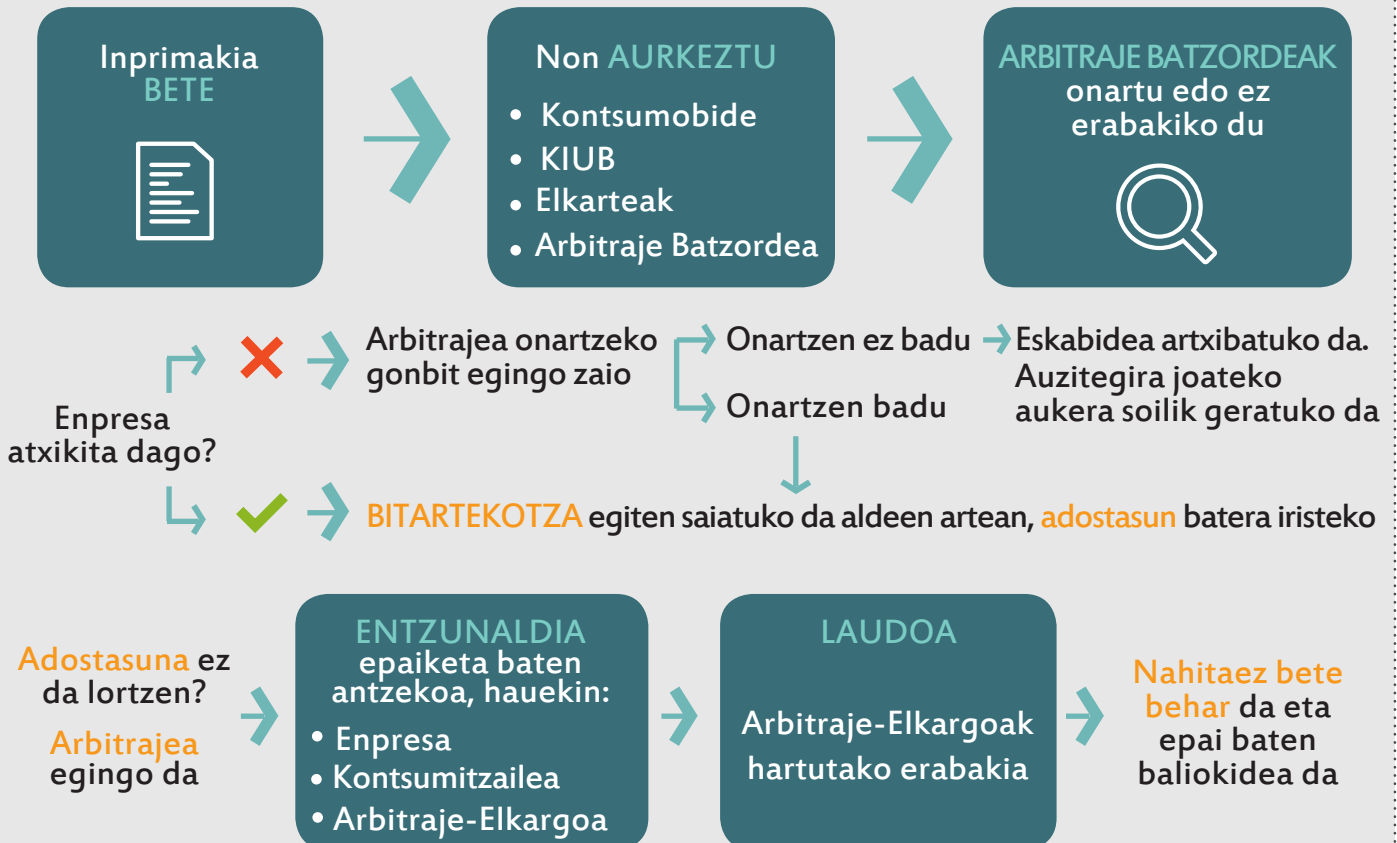 Inprimakia
BETE
Non AURKEZTU
• Kontsumobide
• KIUB
• Elkarteak
• Arbitraje Batzordea
ARBITRAJE BATZORDEAK
onartu edo ez
erabakiko du
Enpresa
atxikita dago?
Arbitrajea onartzeko
gonbit egingo zaio
Onartzen ez badu
Eskabidea artxibatuko da.
Auzitegira joateko
aukera soilik geratuko da
Onartzen badu
BITARTEKOTZA egiten saiatuko da aldeen artean, adostasun batera iristeko
Adostasuna ez
da lortzen?
Arbitrajea
egingo da
ENTZUNALDIA
epaiketa baten
antzekoa, hauekin:
• Enpresa
• Kontsumitzailea
• Arbitraje-Elkargoa
LAUDOA
Arbitraje-Elkargoak
hartutako erabakia
Nahitaez bete
behar da eta
epai baten
baliokidea da